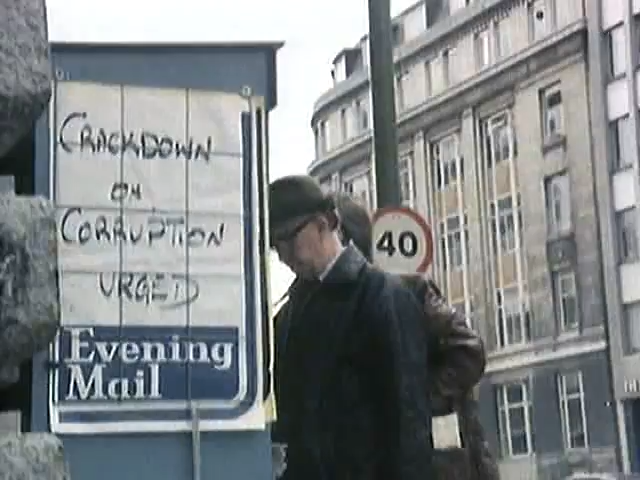 CRACKDOWN
ON
CORRUPTION
URGED
Evening
Mail
40